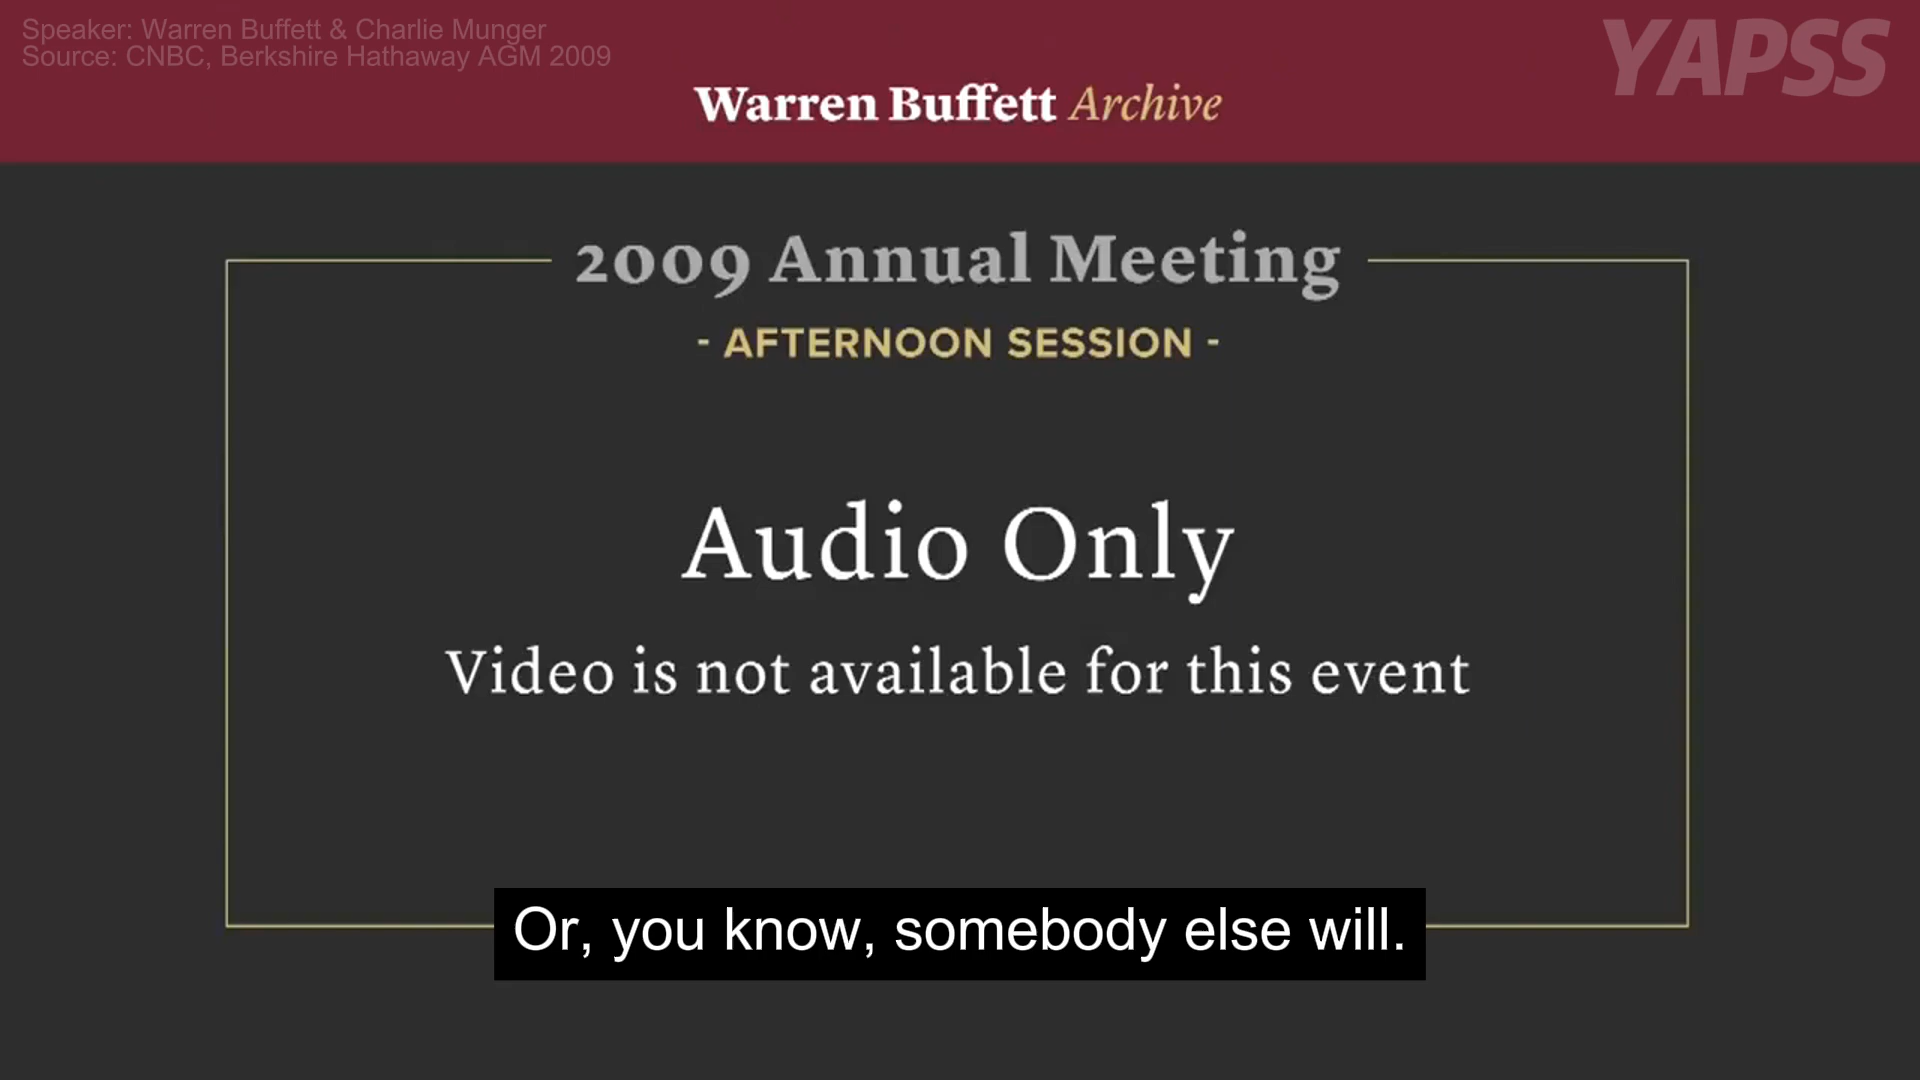 Speaker: Warren Buffett & Charlie Munger
Source: CNBC, Berkshire Hathaway AGM 2009
YAPSS
Warren Buffett Archive
2009 Annual Meeting
- AFTERNOON SESSION -
Audio Only
Video is not available for this event
Or, you know, somebody else will.